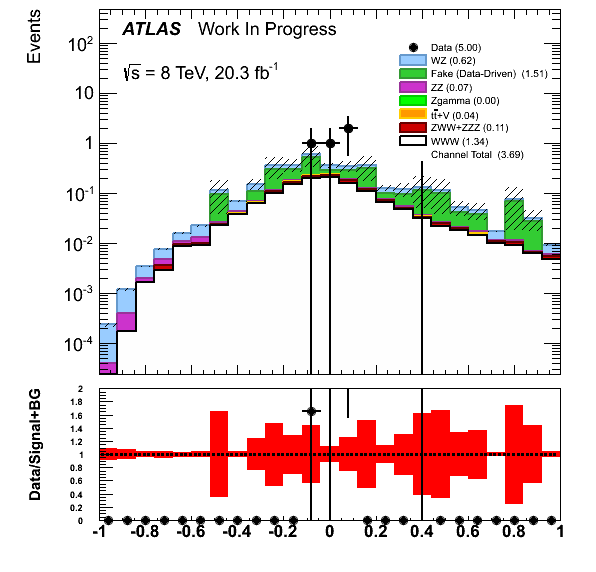 Events
ATLAS Work In Progress
√s = 8 TeV, 20.3 fb⁻¹
Data (5.00)
WZ (0.62)
Fake (Data-Driven) (1.51)
ZZ (0.07)
Zgamma (0.00)
tt̄+V (0.04)
ZWW+ZZZ (0.11)
WWW (1.34)
Channel Total (3.69)
10²
10
1
10⁻¹
10⁻²
10⁻³
10⁻⁴
Data/Signal+BG
2
1.8
1.6
1.4
1.2
1
0.8
0.6
0.4
0.2
0
-1 -0.8 -0.6 -0.4 -0.2 0 0.2 0.4 0.6 0.8 1